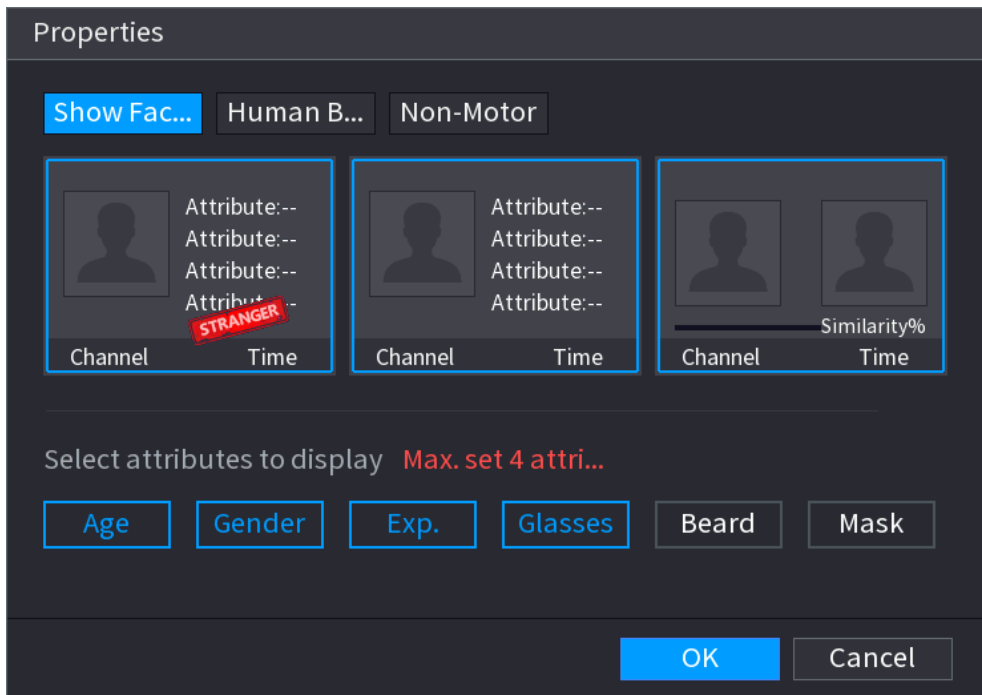 Properties
Show Fac... Human B... Non-Motor
Attribute:--
Attribute:--
Attribute:--
Attribut --
STRANGER
Channel Time
Attribute:--
Attribute:--
Attribute:--
Attribute:--
Channel Time
Similarity%
Channel Time
Select attributes to display Max. set 4 attri...
Age Gender Exp. Glasses Beard Mask
OK Cancel